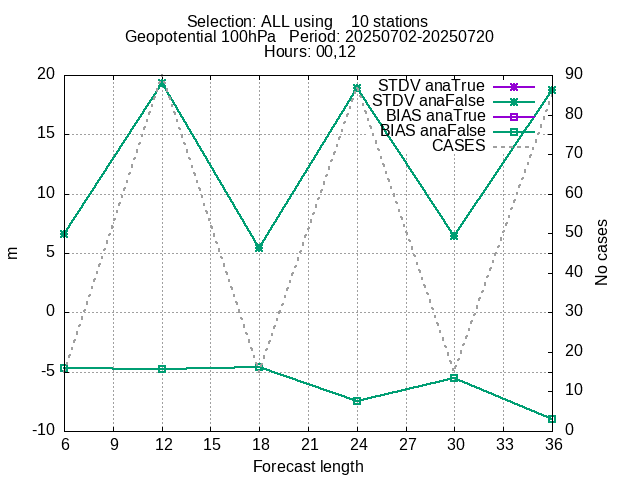 Selection: ALL using    10 stations
Geopotential 100hPa   Period: 20250702-20250720
Hours: 00,12
STDV anaTrue
STDV anaFalse
BIAS anaTrue
BIAS anaFalse
CASES
20
15
10
5
0
-5
-10
m
90
80
70
60
50
40
30
20
10
0
No cases
6 9 12 15 18 21 24 27 30 33 36
Forecast length